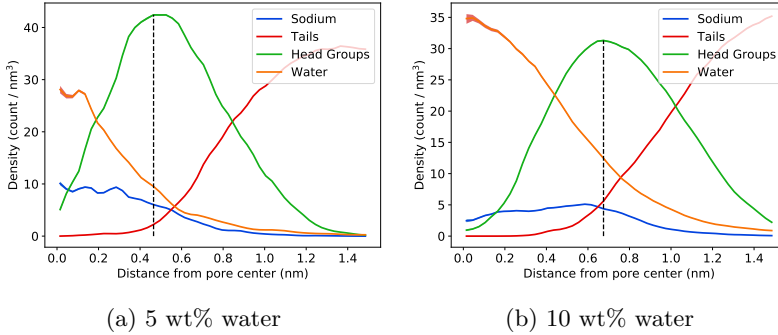 Sodium
Tails
Head Groups
Water
Density (count / nm³)
40
30
20
10
0
0.0 0.2 0.4 0.6 0.8 1.0 1.2 1.4
Distance from pore center (nm)
(a) 5 wt% water
Sodium
Tails
Head Groups
Water
Density (count / nm³)
35
30
25
20
15
10
5
0
0.0 0.2 0.4 0.6 0.8 1.0 1.2 1.4
Distance from pore center (nm)
(b) 10 wt% water